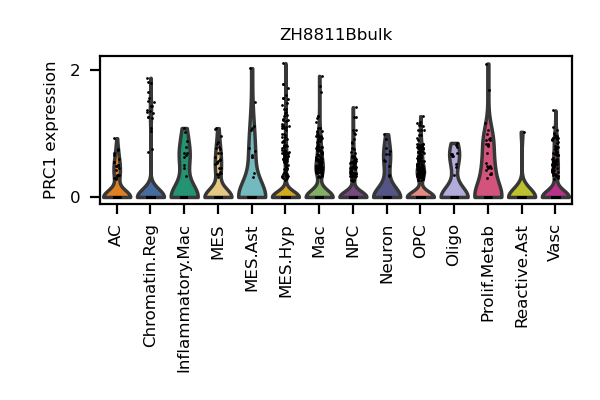 ZH8811Bbulk
PRC1 expression
2
0
AC
Chromatin.Reg
Inflammatory.Mac
MES
MES.Ast
MES.Hyp
Mac
NPC
Neuron
OPC
Oligo
Prolif.Metab
Reactive.Ast
Vasc